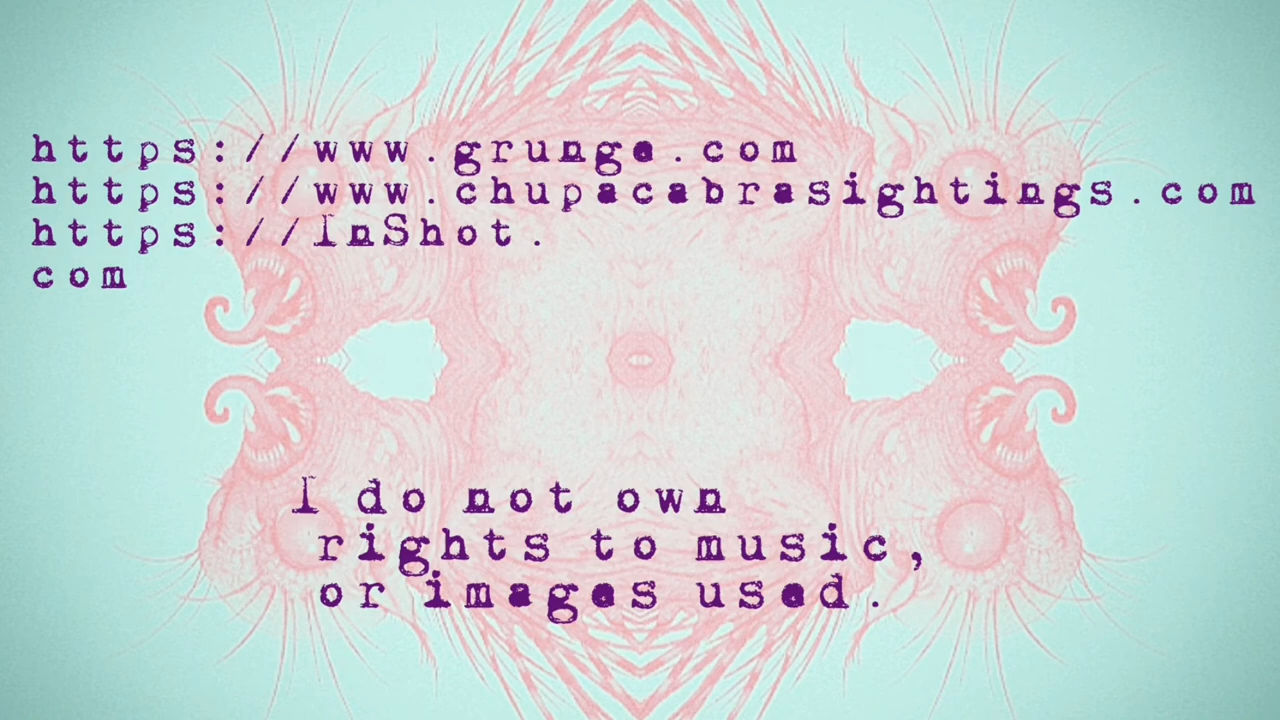 https://www.grunge.com
https://www.chupacabrasightings.com
https://InShot.
com
I do not own
rights to music,
or images used.